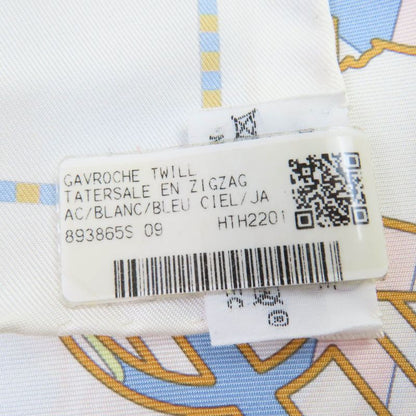 GAVROCHE TWILL
TATERSALE EN ZIGZAG
AC/BLANC/BLEU CIEL/JA
893865S 09 HTH2201